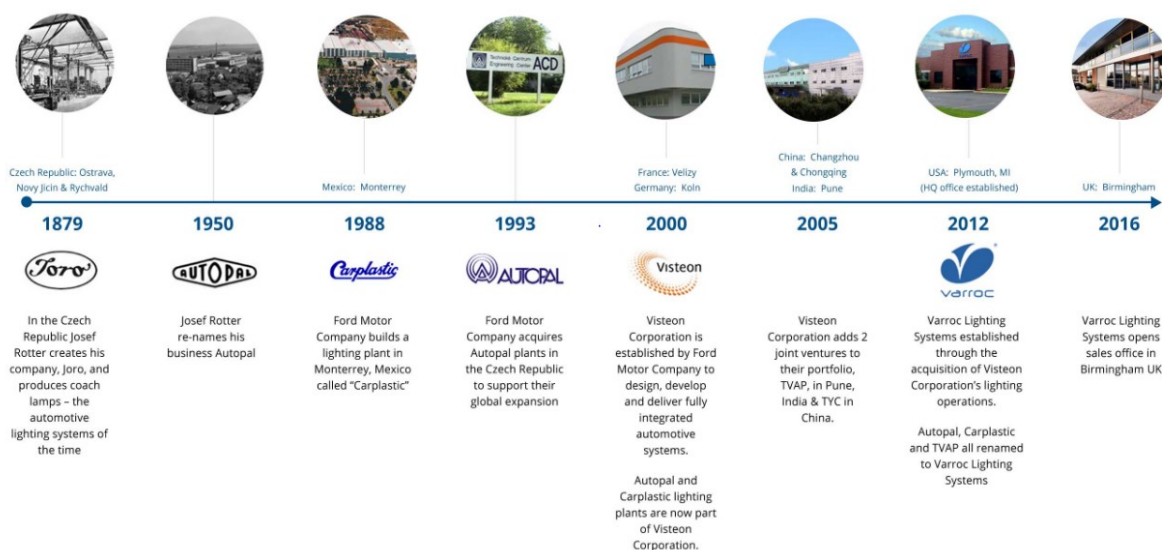 Technické Centrum
Engineering Center
ACD
Czech Republic: Ostrava,
Novy Jicin & Rychvald
Mexico: Monterrey
France: Velizy
Germany: Koln
China: Changzhou
& Chongqing
India: Pune
USA: Plymouth, MI
(HQ office established)
UK: Birmingham
1879
1950
1988
1993
2000
2005
2012
2016
Joro
AUTOPAL
Carplastic
AUTOPAL
Visteon
varroc
In the Czech
Republic Josef
Rotter creates his
company, Joro, and
produces coach
lamps – the
automotive
lighting systems of
the time
Josef Rotter
re-names his
business Autopal
Ford Motor
Company builds a
lighting plant in
Monterrey, Mexico
called “Carplastic”
Ford Motor
Company acquires
Autopal plants in
the Czech Republic
to support their
global expansion
Visteon
Corporation is
established by Ford
Motor Company to
design, develop
and deliver fully
integrated
automotive
systems.
Autopal and
Carplastic lighting
plants are now part
of Visteon
Corporation.
Visteon
Corporation adds 2
joint ventures to
their portfolio,
TVAP, in Pune,
India & TYC in
China.
Varroc Lighting
Systems established
through the
acquisition of Visteon
Corporation’s lighting
operations.
Autopal, Carplastic
and TVAP all renamed
to Varroc Lighting
Systems
Varroc Lighting
Systems opens
sales office in
Birmingham UK